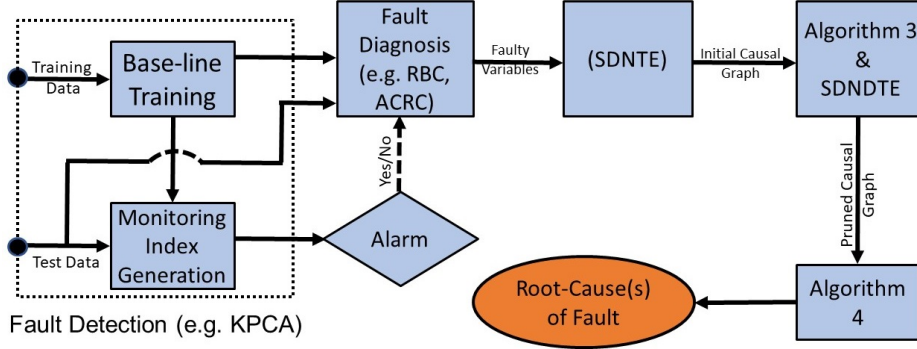 Training
Data
Base-line
Training
Fault
Diagnosis
(e.g. RBC,
ACRC)
Faulty
Variables
(SDNTE)
Initial Causal
Graph
Algorithm 3
&
SDNDTE
Yes/No
Pruned Causal
Graph
Test Data
Monitoring
Index
Generation
Alarm
Root-Cause(s)
of Fault
Algorithm
4
Fault Detection (e.g. KPCA)